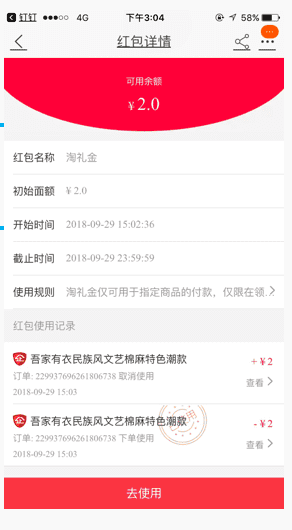 钉钉 4G 下午3:04 58%
红包详情
可用余额
¥ 2.0
红包名称 淘礼金
初始面额 ¥ 2.0
开始时间 2018-09-29 15:02:36
截止时间 2018-09-29 23:59:59
使用规则 淘礼金仅可用于指定商品的付款，仅限在领...
红包使用记录
吾家有衣民族风文艺棉麻特色潮款 + ¥ 2
订单: 229937696261806738 取消使用 查看
2018-09-29 15:03
吾家有衣民族风文艺棉麻特色潮款 - ¥ 2
订单: 229937696261806738 下单使用 查看
2018-09-29 15:03
去使用